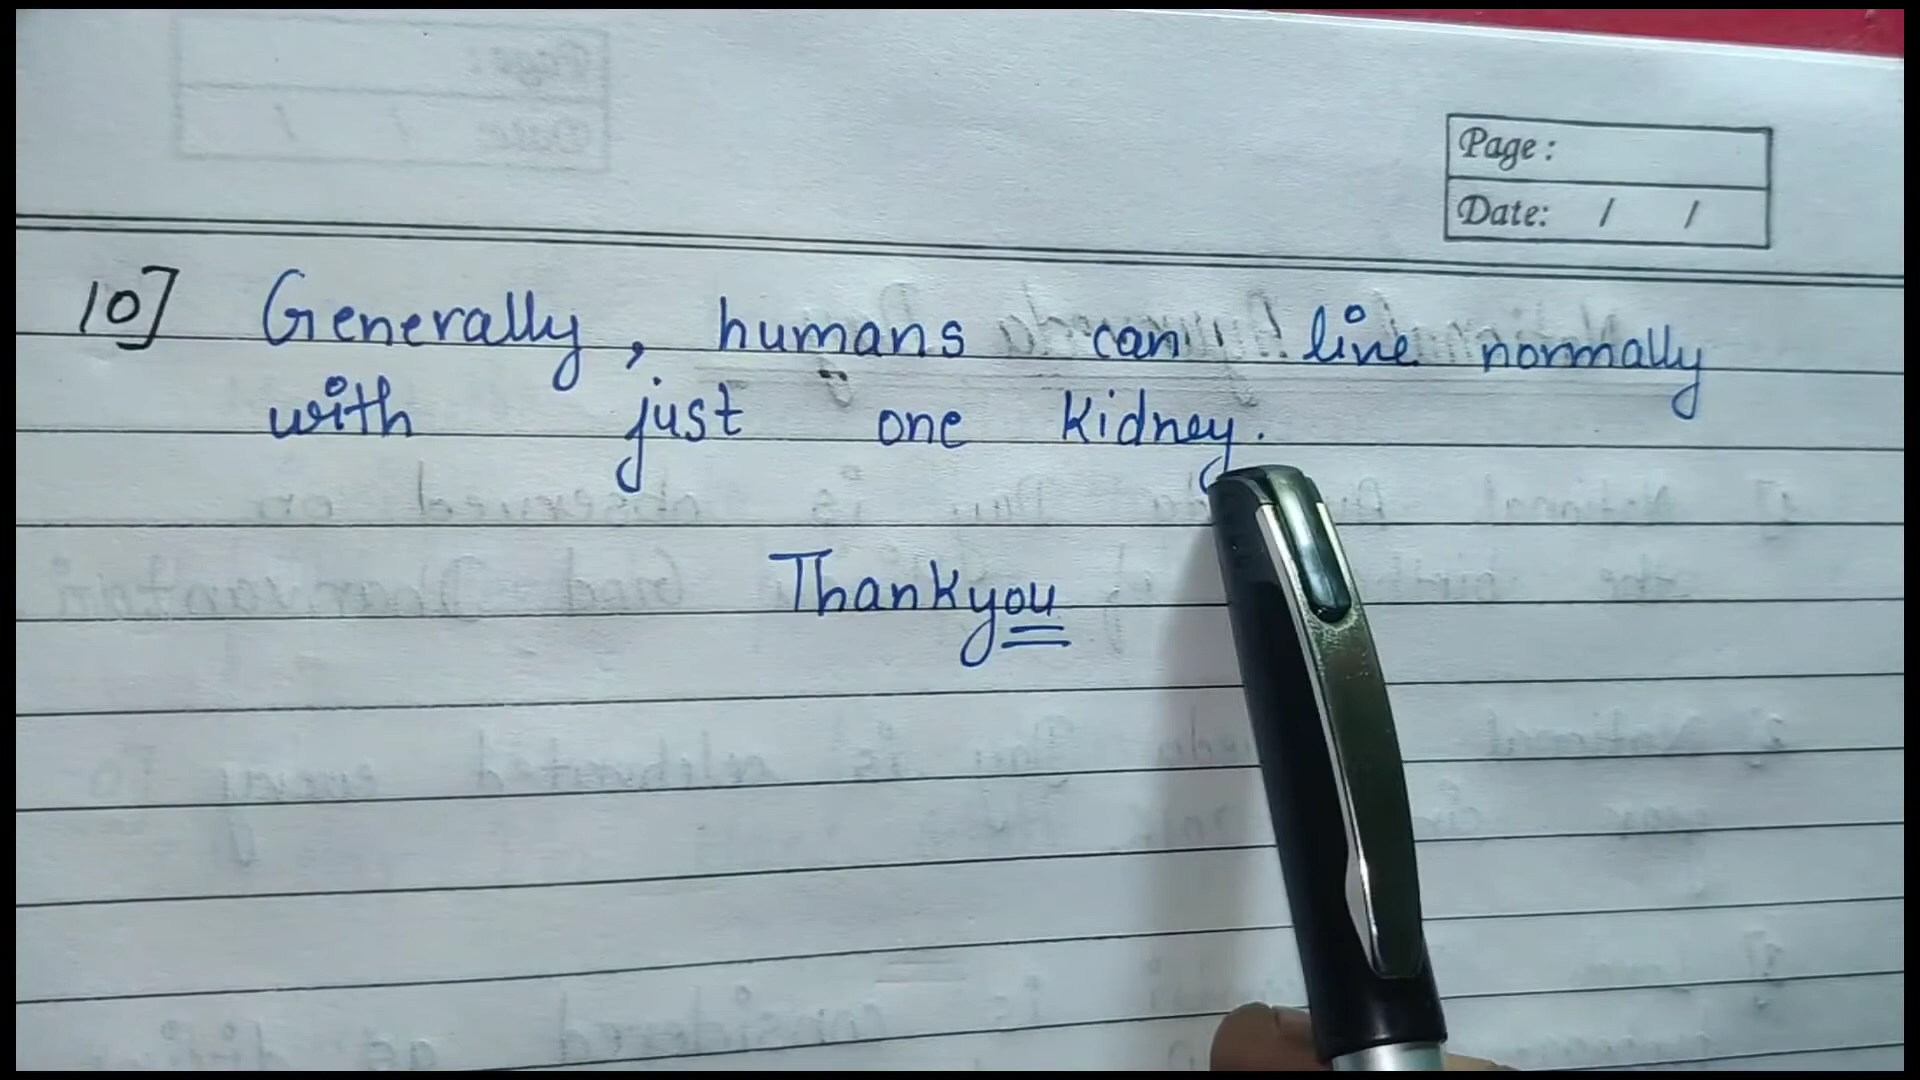 Page :
Date: / /
10] Generally, humans can live normally
with just one kidney.
Thankyou